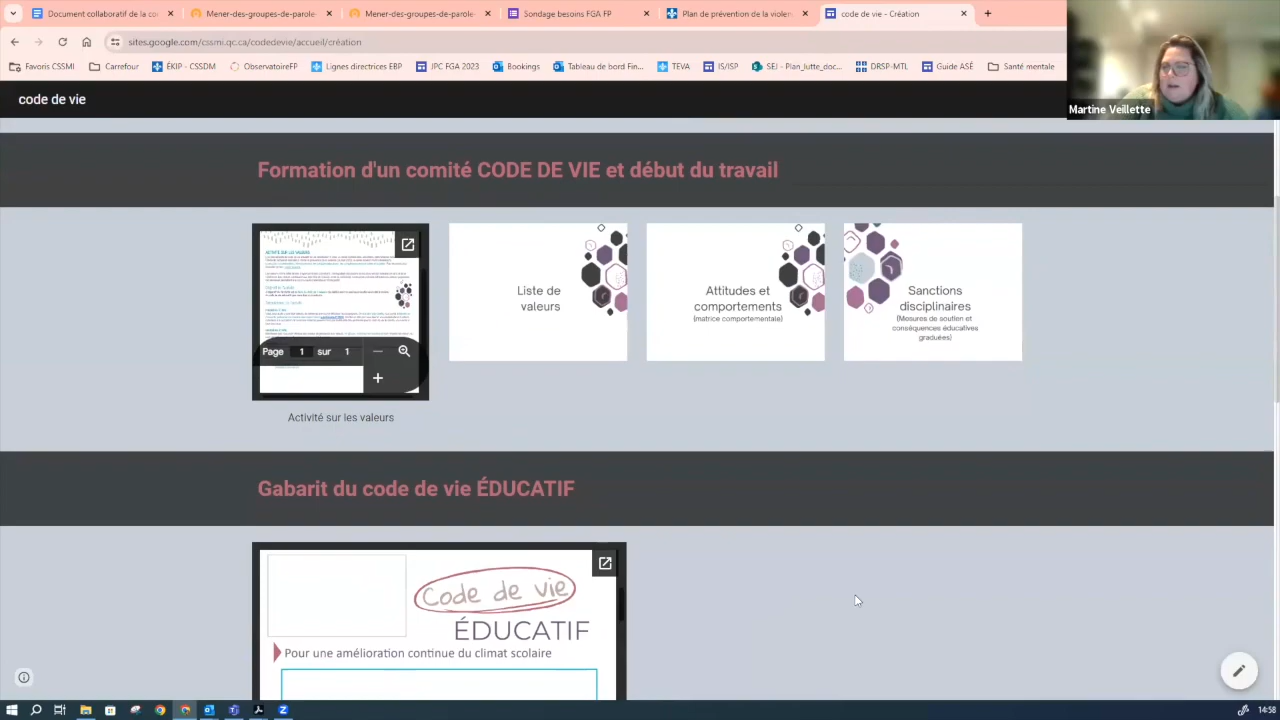 Document collaboratif de la co
Mener-des-groupes-de-parole-
Mener-des-groupes-de-parole-
Sondage besoins FGA FP
Plan de prévention de la violen
code de vie - Création
sites.google.com/cssmi.qc.ca/codedevie/accueil/création
Favoris CSSMI
Carrefour
ÉKIP - CSSDM
ObservatoireFP
Lignes directrices EBP
JPC FGA 2023
Bookings
Tableau de bord Fin...
TEVA
IS/ISP
SEJ - Plan_lutte_doc...
DRSP-MTL
Guide ASÉ
Santé mentale
Martine Veillette
code de vie
Formation d'un comité CODE DE VIE et début du travail
ACTIVITÉ SUR LES VALEURS
Page 1 sur 1
Activité sur les valeurs
Liste de
valeurs
Attitudes et
comportements
(matrice comportementale)
Sanctions
disciplinaires
(Mesures de soutien et
conséquences éducatives
graduées)
Gabarit du code de vie ÉDUCATIF
Code de vie
ÉDUCATIF
Pour une amélioration continue du climat scolaire
14:58